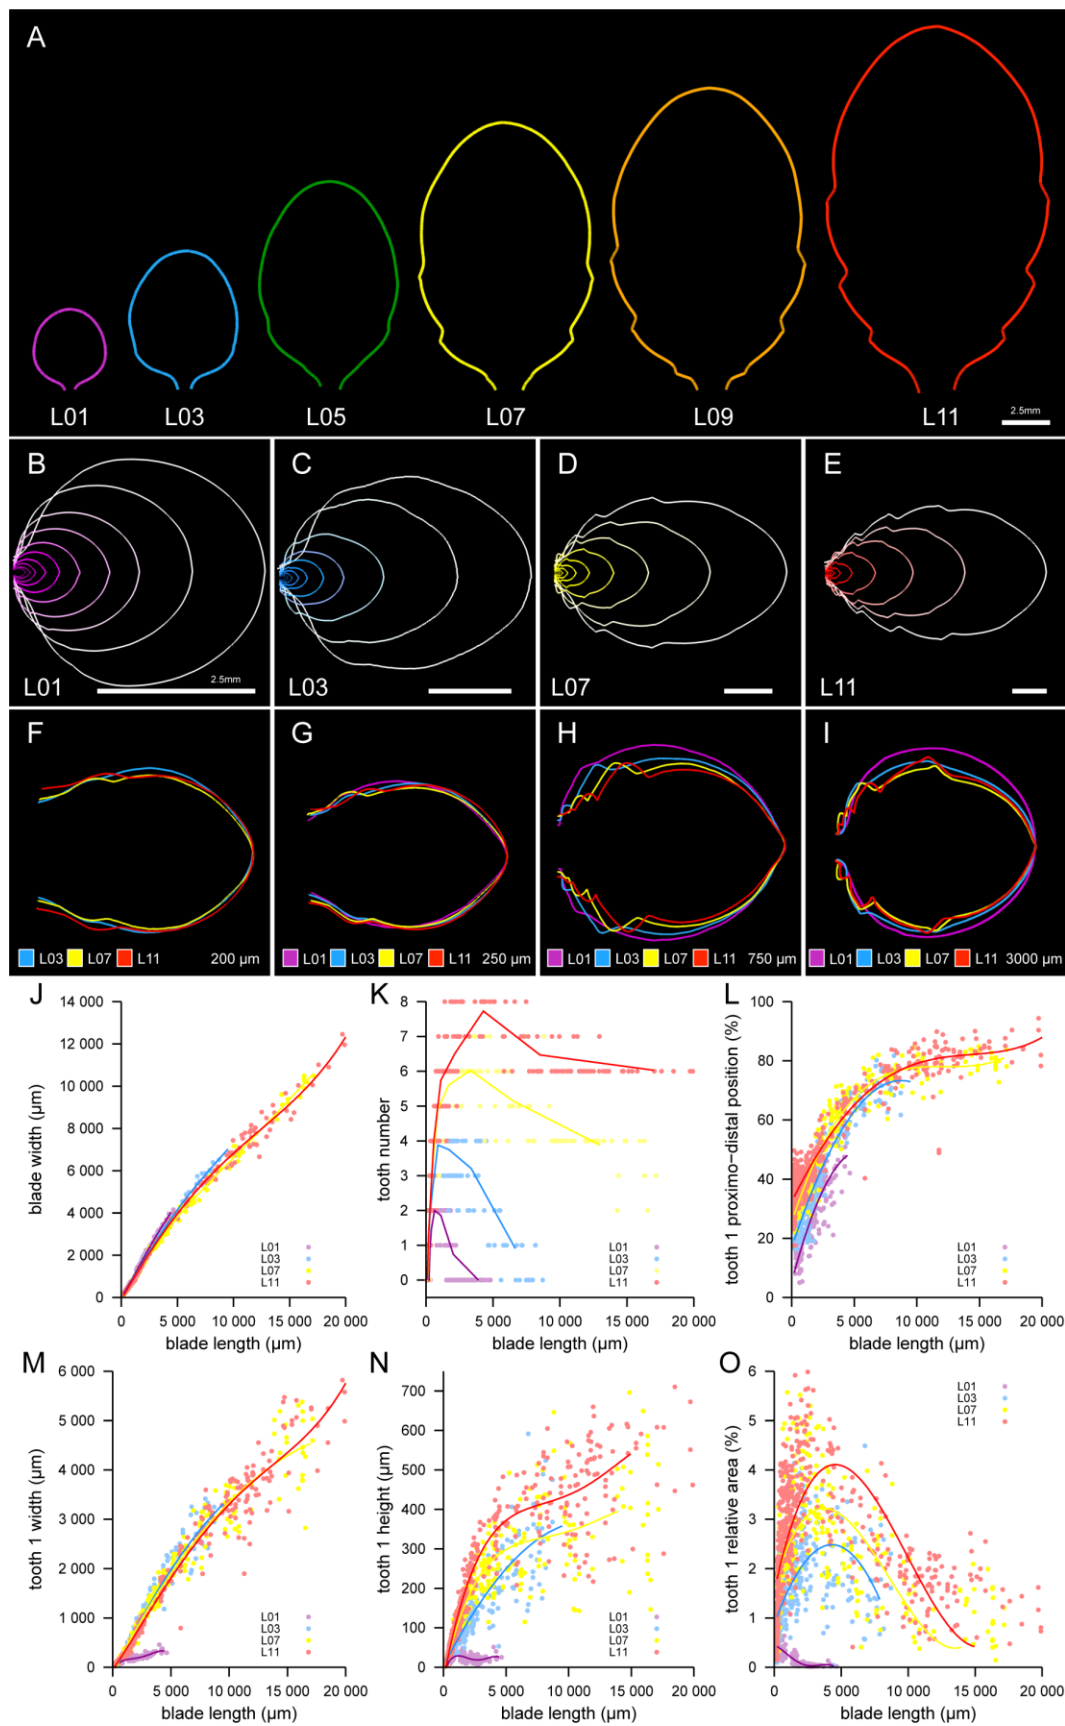 A
L01 L03 L05 L07 L09 L11
2.5mm
B C D E
2.5mm
L01 L03 L07 L11
F G H I
L03 L07 L11 200 µm
L01 L03 L07 L11 250 µm
L01 L03 L07 L11 750 µm
L01 L03 L07 L11 3000 µm
J
14 000
12 000
10 000
8 000
6 000
4 000
2 000
0
blade width (µm)
L01
L03
L07
L11
0 5 000 10 000 15 000 20 000
blade length (µm)
K
8
7
6
5
4
3
2
1
0
tooth number
L01
L03
L07
L11
0 5 000 10 000 15 000 20 000
blade length (µm)
L
100
80
60
40
20
0
tooth 1 proximo−distal position (%)
L01
L03
L07
L11
0 5 000 10 000 15 000 20 000
blade length (µm)
M
6 000
5 000
4 000
3 000
2 000
1 000
0
tooth 1 width (µm)
L01
L03
L07
L11
0 5 000 10 000 15 000 20 000
blade length (µm)
N
700
600
500
400
300
200
100
0
tooth 1 height (µm)
L01
L03
L07
L11
0 5 000 10 000 15 000 20 000
blade length (µm)
O
6
5
4
3
2
1
0
tooth 1 relative area (%)
L01
L03
L07
L11
0 5 000 10 000 15 000 20 000
blade length (µm)